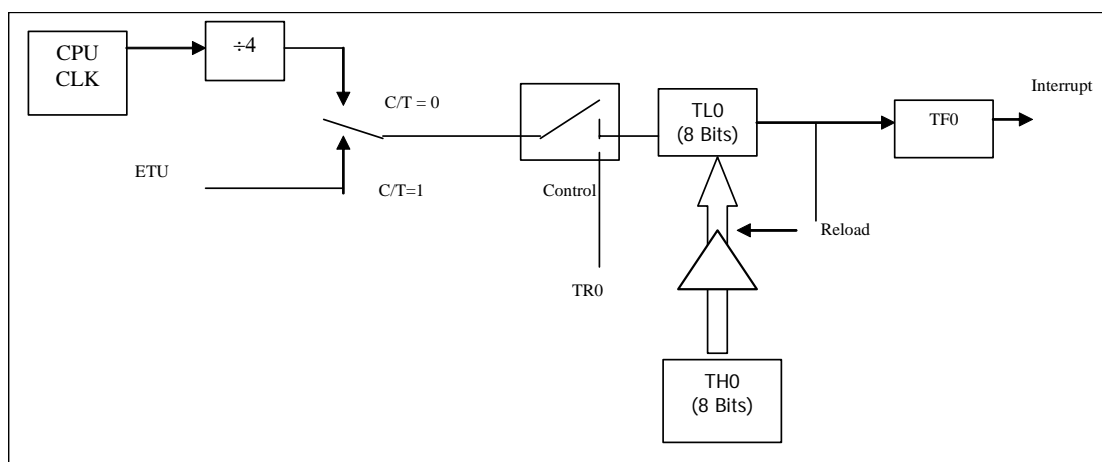 CPU
CLK
÷4
C/T = 0
ETU
C/T=1
Control
TR0
TL0
(8 Bits)
TF0
Interrupt
Reload
TH0
(8 Bits)